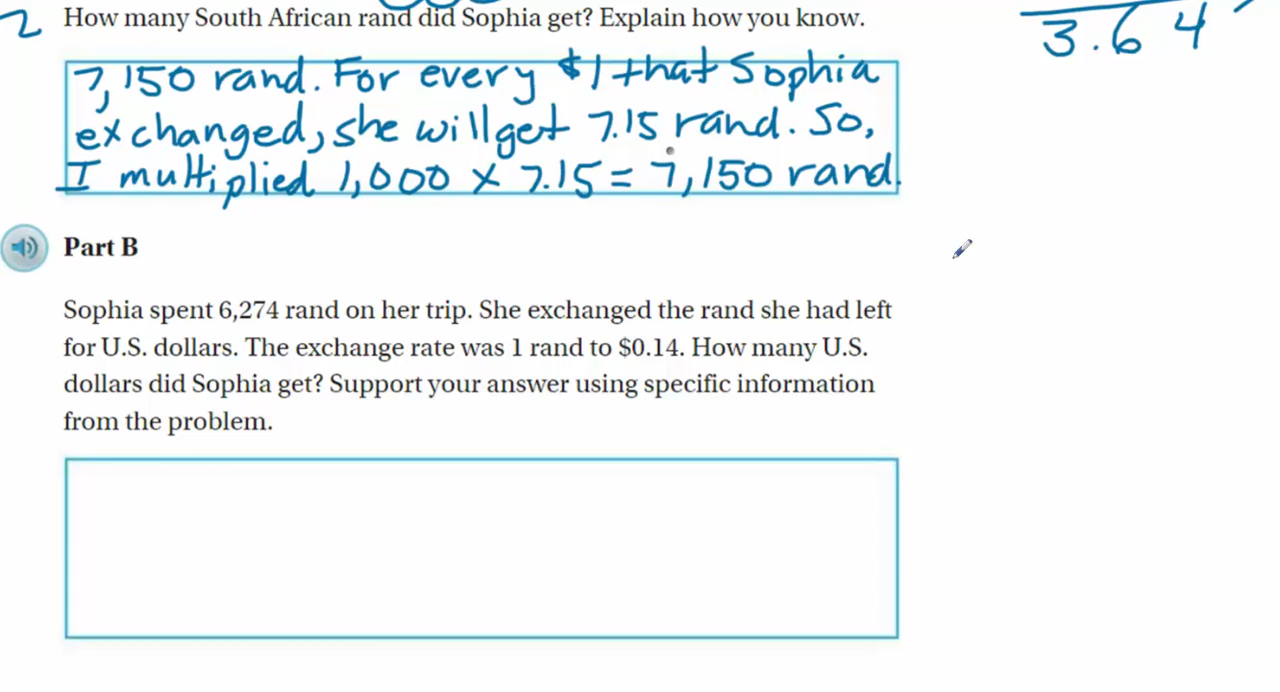 2 How many South African rand did Sophia get? Explain how you know.
3.64
7,150 rand. For every $1 that Sophia
exchanged, she will get 7.15 rand. So,
I multiplied 1,000 x 7.15 = 7,150 rand.
Part B
Sophia spent 6,274 rand on her trip. She exchanged the rand she had left
for U.S. dollars. The exchange rate was 1 rand to $0.14. How many U.S.
dollars did Sophia get? Support your answer using specific information
from the problem.